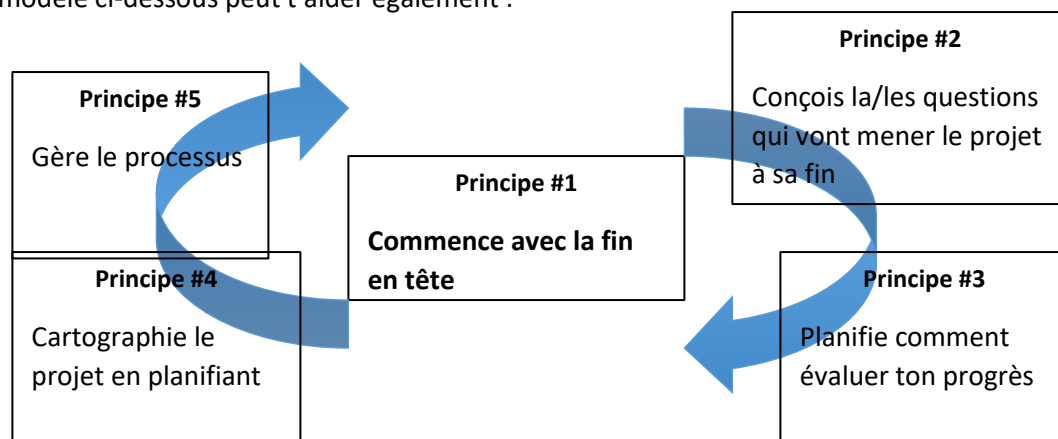 modèle ci-dessous peut t'aider également :
Principe #1
Commence avec la fin
en tête
Principe #2
Conçois la/les questions
qui vont mener le projet
à sa fin
Principe #3
Planifie comment
évaluer ton progrès
Principe #4
Cartographie le
projet en planifiant
Principe #5
Gère le processus